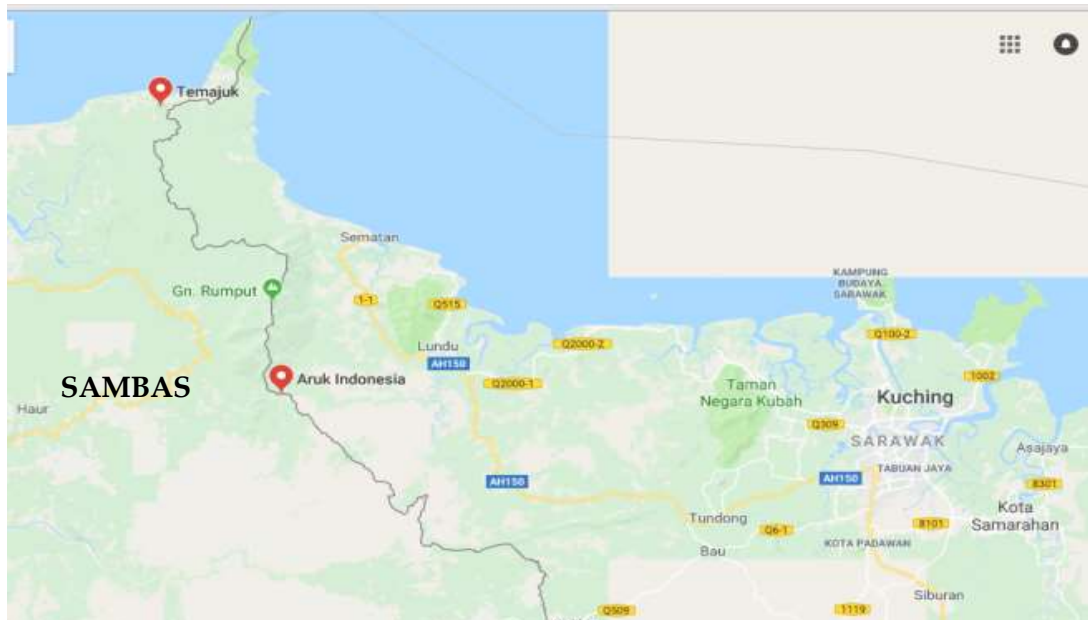 Temajuk
Sematan
KAMPUNG
BUDAYA
SARAWAK
Gn. Rumput
1-1
Q515
Q100-2
Lundu
Q2000-2
AH150
Aruk Indonesia
Q2000-1
1002
SAMBAS
Taman
Negara Kubah
Kuching
Haur
Q309
SARAWAK
Asajaya
TABUAN JAYA
AH150
AH150
8301
Kota
Samarahan
Tundong
Q6-1
8101
Bau
KOTA PADAWAN
Siburan
Q509
1119